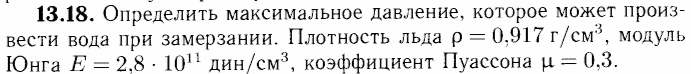 13.18. Определить максимальное давление, которое может произ-
вести вода при замерзании. Плотность льда ρ = 0,917 г/см³, модуль
Юнга E = 2,8 · 10¹¹ дин/см³, коэффициент Пуассона μ = 0,3.